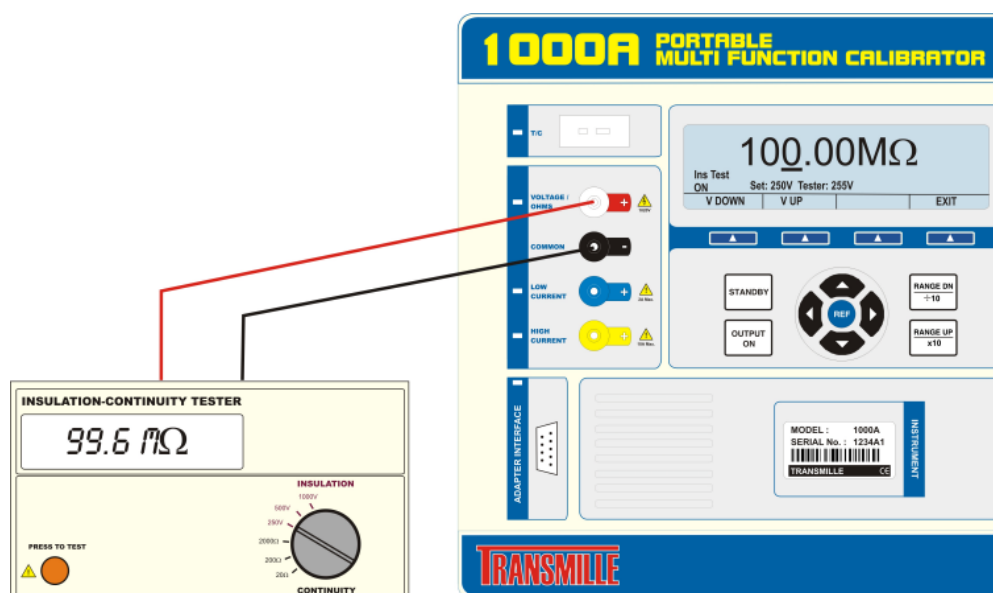 1000A PORTABLE
MULTI FUNCTION CALIBRATOR
T/C
VOLTAGE /
OHMS
COMMON
LOW
CURRENT
HIGH
CURRENT
ADAPTER INTERFACE
100.00MΩ
Ins Test
ON Set: 250V Tester: 255V
V DOWN V UP EXIT
STANDBY
OUTPUT
ON
REF
RANGE DN
÷10
RANGE UP
x10
MODEL : 1000A
SERIAL No. : 1234A1
TRANSMILLE CE
INSTRUMENT
TRANSMILLE
INSULATION-CONTINUITY TESTER
99.6 MΩ
INSULATION
1000V
500V
250V
2000Ω
200Ω
20Ω
CONTINUITY
PRESS TO TEST